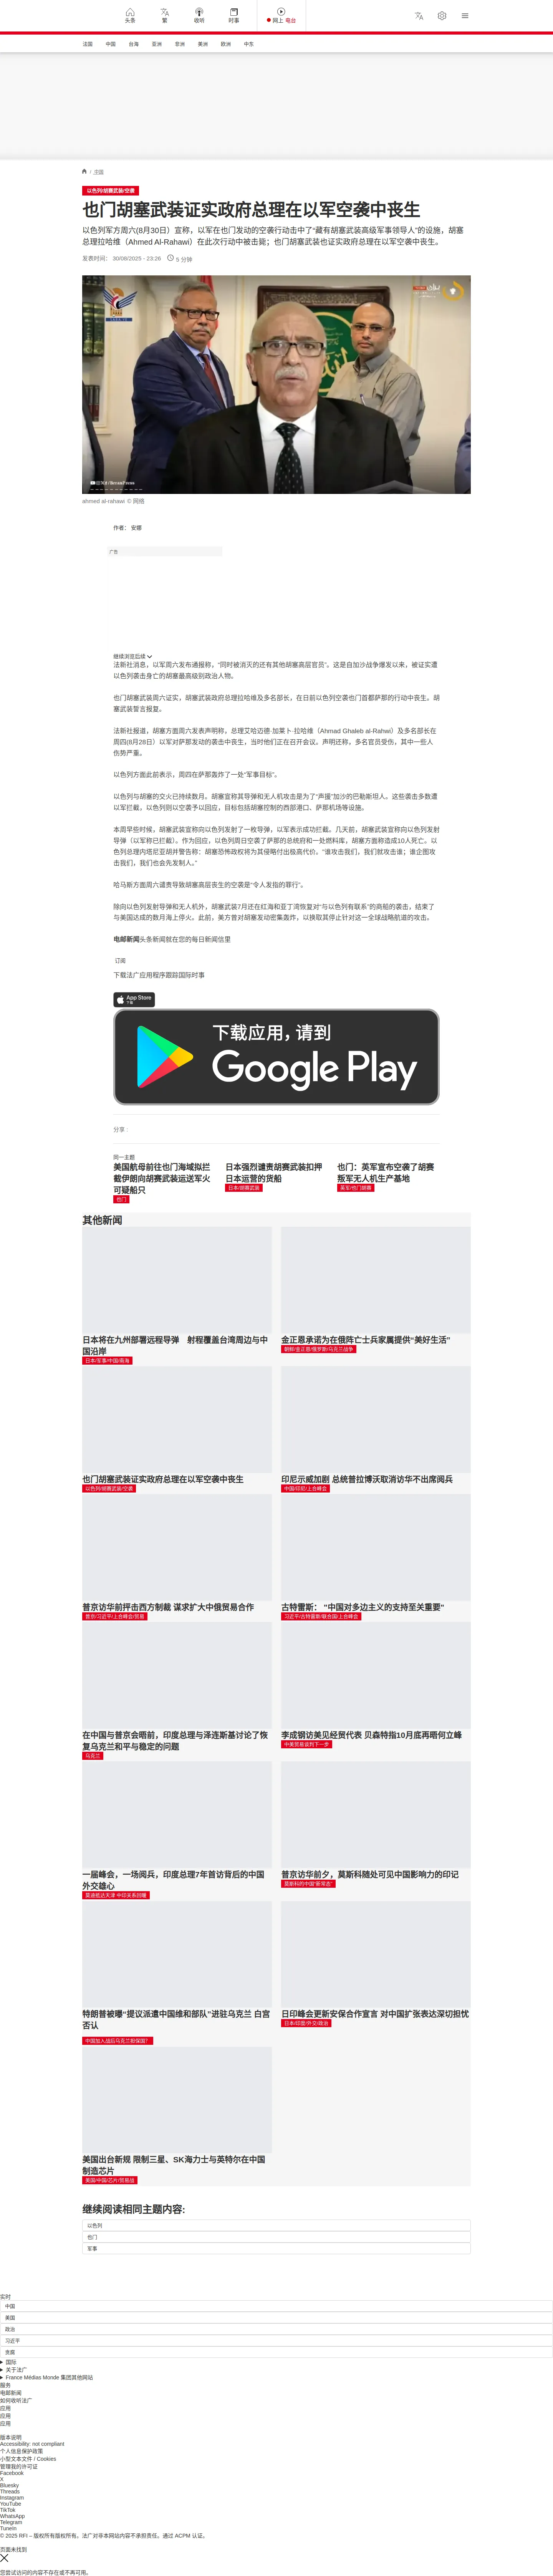 头条
繁
收听
时事
网上 电台
法国
中国
台海
亚洲
非洲
美洲
欧洲
中东
主编
以色列/胡赛武装/空袭
也门胡塞武装证实政府总理在以军空袭中丧生
以色列军方周六(8月30日）宣称，以军在也门发动的空袭行动击中了“藏有胡塞武装高级军事领导人”的设施，胡塞
总理拉哈维（Ahmed Al-Rahawi）在此次行动中被击毙；也门胡塞武装也证实政府总理在以军空袭中丧生。
发表时间： 30/08/2025 - 23:26
5 分钟
ahmed al-rahawi © 网络
作者： 安娜
广告
继续浏览后续
法新社消息，以军周六发布通报称，“同时被消灭的还有其他胡塞高层官员”。这是自加沙战争爆发以来，被证实遭
以色列袭击身亡的胡塞最高级别政治人物。
也门胡塞武装周六证实，胡塞武装政府总理拉哈维及多名部长，在日前以色列空袭也门首都萨那的行动中丧生。胡
塞武装誓言报复。
法新社报道，胡塞方面周六发表声明称，总理艾哈迈德·加莱卜·拉哈维（Ahmad Ghaleb al-Rahwi）及多名部长在
周四(8月28日）以军对萨那发动的袭击中丧生，当时他们正在召开会议。声明还称，多名官员受伤，其中一些人
伤势严重。
以色列方面此前表示，周四在萨那轰炸了一处“军事目标”。
以色列与胡塞的交火已持续数月。胡塞宣称其导弹和无人机攻击是为了“声援”加沙的巴勒斯坦人。这些袭击多数遭
以军拦截，以色列则以空袭予以回应，目标包括胡塞控制的西部港口、萨那机场等设施。
本周早些时候，胡塞武装宣称向以色列发射了一枚导弹，以军表示成功拦截。几天前，胡塞武装宣称向以色列发射
导弹（以军称已拦截）。作为回应，以色列周日空袭了萨那的总统府和一处燃料库，胡塞方面称造成10人死亡。以
色列总理内塔尼亚胡并警告称：胡塞恐怖政权将为其侵略付出极高代价。“谁攻击我们，我们就攻击谁；谁企图攻
击我们，我们也会先发制人。”
哈马斯方面周六谴责导致胡塞高层丧生的空袭是“令人发指的罪行”。
除向以色列发射导弹和无人机外，胡塞武装7月还在红海和亚丁湾恢复对“与以色列有联系”的商船的袭击，结束了
与美国达成的数月海上停火。此前，美方曾对胡塞发动密集轰炸，以换取其停止针对这一全球战略航道的攻击。
电邮新闻头条新闻就在您的每日新闻信里
订阅
下载法广应用程序跟踪国际时事
App Store
下载
下载应用，请到
Google Play
分享 :
同一主题
美国航母前往也门海域拟拦
截伊朗向胡赛武装运送军火
可疑船只
也门
日本强烈谴责胡赛武装扣押
日本运营的货船
日本/胡赛武装
也门：英军宣布空袭了胡赛
叛军无人机生产基地
英军/也门胡赛
其他新闻
日本将在九州部署远程导弹　射程覆盖台湾周边与中
国沿岸
日本/军事/中国/南海
金正恩承诺为在俄阵亡士兵家属提供"美好生活"
朝鲜/金正恩/俄罗斯/乌克兰战争
也门胡塞武装证实政府总理在以军空袭中丧生
以色列/胡赛武装/空袭
印尼示威加剧 总统普拉博沃取消访华不出席阅兵
中国/印尼/上合峰会
普京访华前抨击西方制裁 谋求扩大中俄贸易合作
普京/习近平/上合峰会/贸易
古特雷斯： "中国对多边主义的支持至关重要"
习近平/古特雷斯/联合国/上合峰会
在中国与普京会晤前，印度总理与泽连斯基讨论了恢
复乌克兰和平与稳定的问题
乌克兰
李成钢访美见经贸代表 贝森特指10月底再晤何立峰
中美贸易谈判下一步
一届峰会，一场阅兵，印度总理7年首访背后的中国
外交雄心
莫迪抵达天津 中印关系回暖
普京访华前夕，莫斯科随处可见中国影响力的印记
莫斯科的中国“新常态”
特朗普被曝“提议派遣中国维和部队”进驻乌克兰 白宫
否认
中国加入战后乌克兰担保国?
日印峰会更新安保合作宣言 对中国扩张表达深切担忧
日本/印度/外交/政治
美国出台新规 限制三星、SK海力士与英特尔在中国
制造芯片
美国/中国/芯片/贸易战
继续阅读相同主题内容:
以色列
也门
军事
实时
中国
美国
政治
习近平
贪腐
国际
关于法广
France Médias Monde 集团其他网站
服务
电邮新闻
如何收听法广
应用
应用
应用
版本说明
Accessibility: not compliant
个人信息保护政策
小型文本文件 / Cookies
管理我的许可证
Facebook
X
Bluesky
Threads
Instagram
YouTube
TikTok
WhatsApp
Telegram
TuneIn
© 2025 RFI – 版权所有版权所有。法广对非本网站内容不承担责任。通过 ACPM 认证。
页面未找到
您尝试访问的内容不存在或不再可用。